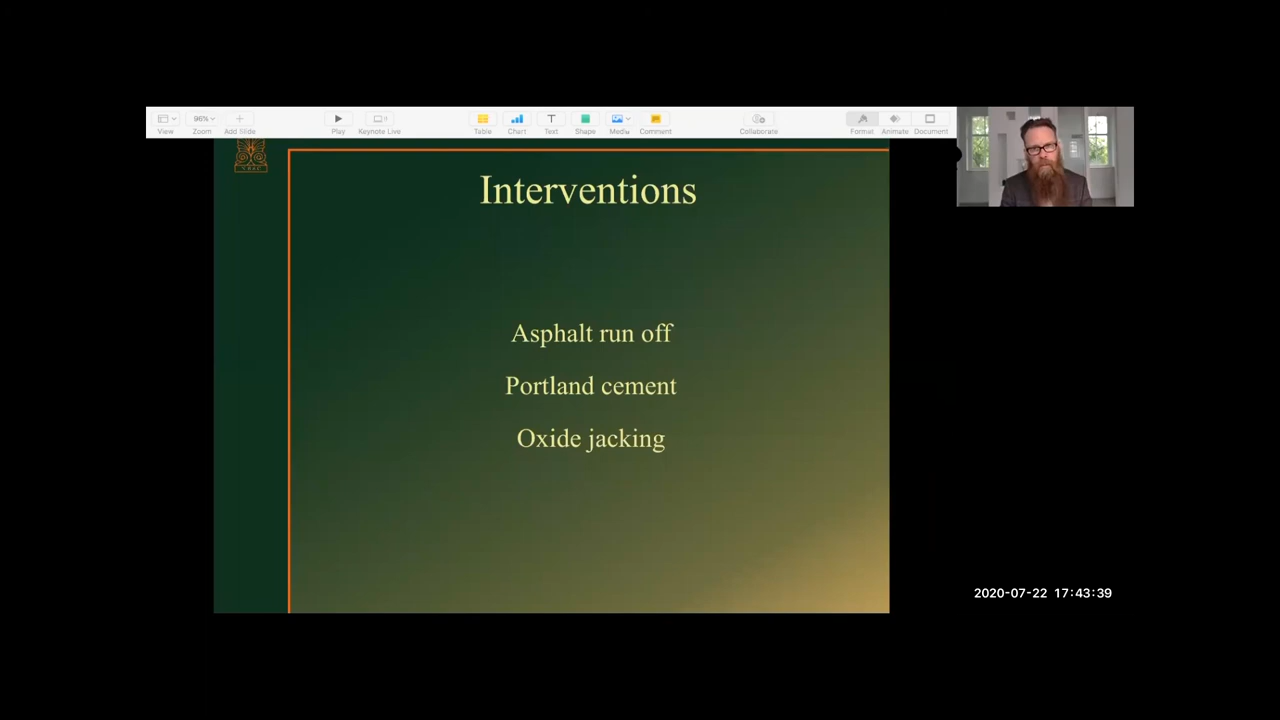 96%
View
Zoom
Add Slide
Play
Keynote Live
Table
Chart
Text
Shape
Media
Comment
Collaborate
Format
Animate
Document
Interventions
Asphalt run off
Portland cement
Oxide jacking
2020-07-22 17:43:39